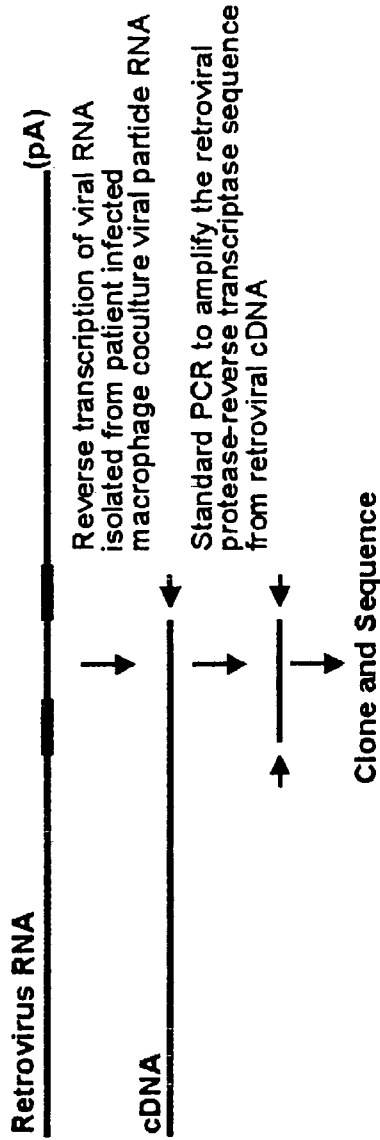 Retrovirus RNA
(pA)
Reverse transcription of viral RNA
isolated from patient infected
macrophage coculture viral particle RNA
cDNA
Standard PCR to amplify the retroviral
protease-reverse transcriptase sequence
from retroviral cDNA
Clone and Sequence